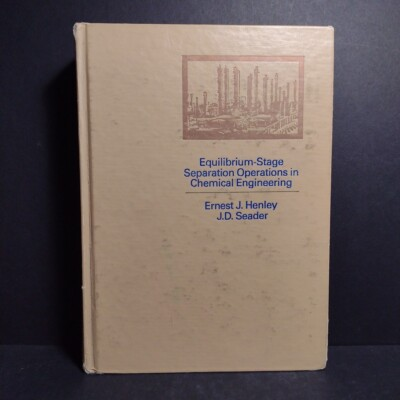 Equilibrium-Stage
Separation Operations in
Chemical Engineering
Ernest J. Henley
J.D. Seader